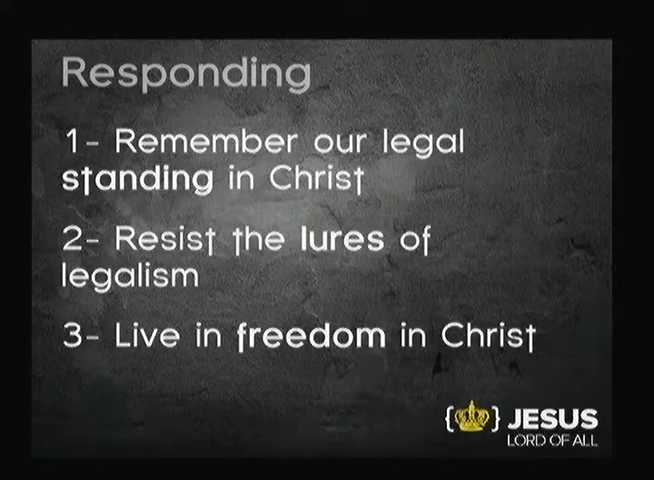 Responding
1- Remember our legal
standing in Christ
2- Resist the lures of
legalism
3- Live in freedom in Christ
{ } JESUS
LORD OF ALL